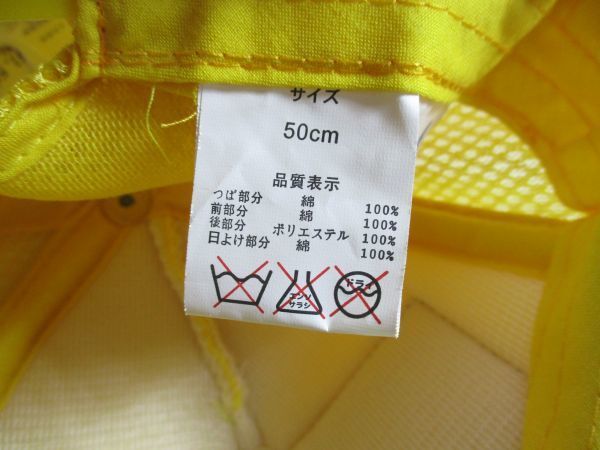 サイズ
50cm
品質表示
つば部分 綿 100%
前部分 綿 100%
後部分 ポリエステル 100%
日よけ部分 綿 100%
エンソ
サラシ
ドライ